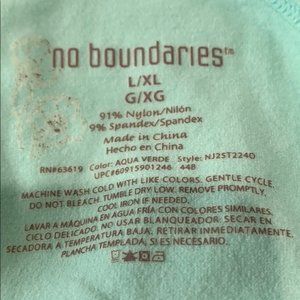 no boundaries™
L/XL
G/XG
91% Nylon/Nilón
9% Spandex/Spandex
Made in China
Hecho en China
RN#63619 Color: AQUA VERDE Style: NJ2ST224Q
UPC#60915901246 44B
MACHINE WASH COLD WITH LIKE COLORS. GENTLE CYCLE.
DO NOT BLEACH. TUMBLE DRY LOW. REMOVE PROMPTLY.
COOL IRON IF NEEDED.
LAVAR A MÁQUINA EN AGUA FRÍA CON COLORES SIMILARES.
CICLO DELICADO. NO USAR BLANQUEADOR. SECAR EN
SECADORA A TEMPERATURA BAJA. RETIRAR INMEDIATAMENTE.
PLANCHA TEMPLADA, SI ES NECESARIO.